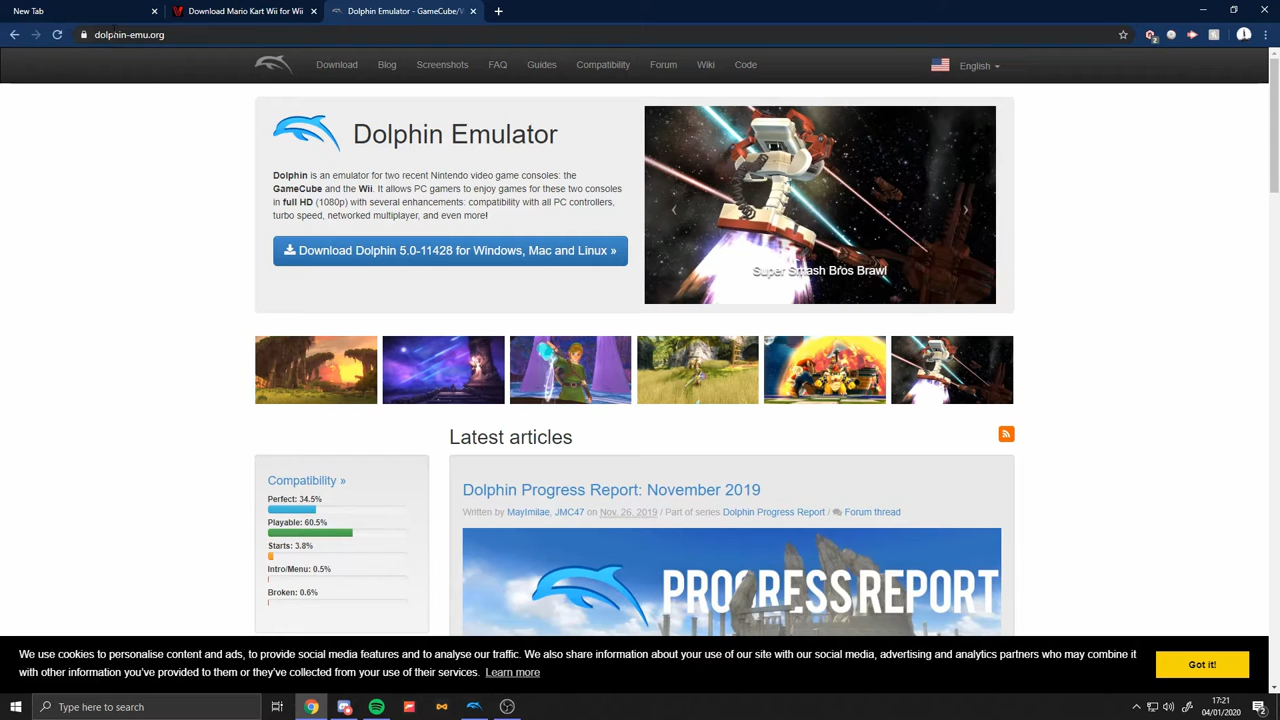 New Tab
Download Mario Kart Wii for Wii
Dolphin Emulator - GameCube/W
dolphin-emu.org
Download
Blog
Screenshots
FAQ
Guides
Compatibility
Forum
Wiki
Code
English
Dolphin Emulator
Dolphin is an emulator for two recent Nintendo video game consoles: the
GameCube and the Wii. It allows PC gamers to enjoy games for these two consoles
in full HD (1080p) with several enhancements: compatibility with all PC controllers,
turbo speed, networked multiplayer, and even more!
Download Dolphin 5.0-11428 for Windows, Mac and Linux »
Super Smash Bros Brawl
Latest articles
Compatibility »
Perfect: 34.5%
Playable: 60.5%
Starts: 3.8%
Intro/Menu: 0.5%
Broken: 0.6%
Dolphin Progress Report: November 2019
Written by MayImilae, JMC47 on Nov. 26, 2019 / Part of series Dolphin Progress Report / Forum thread
PROGRESS REPORT
We use cookies to personalise content and ads, to provide social media features and to analyse our traffic. We also share information about your use of our site with our social media, advertising and analytics partners who may combine it
with other information you've provided to them or they've collected from your use of their services. Learn more
Got it!
Type here to search
17:21
04/01/2020
2